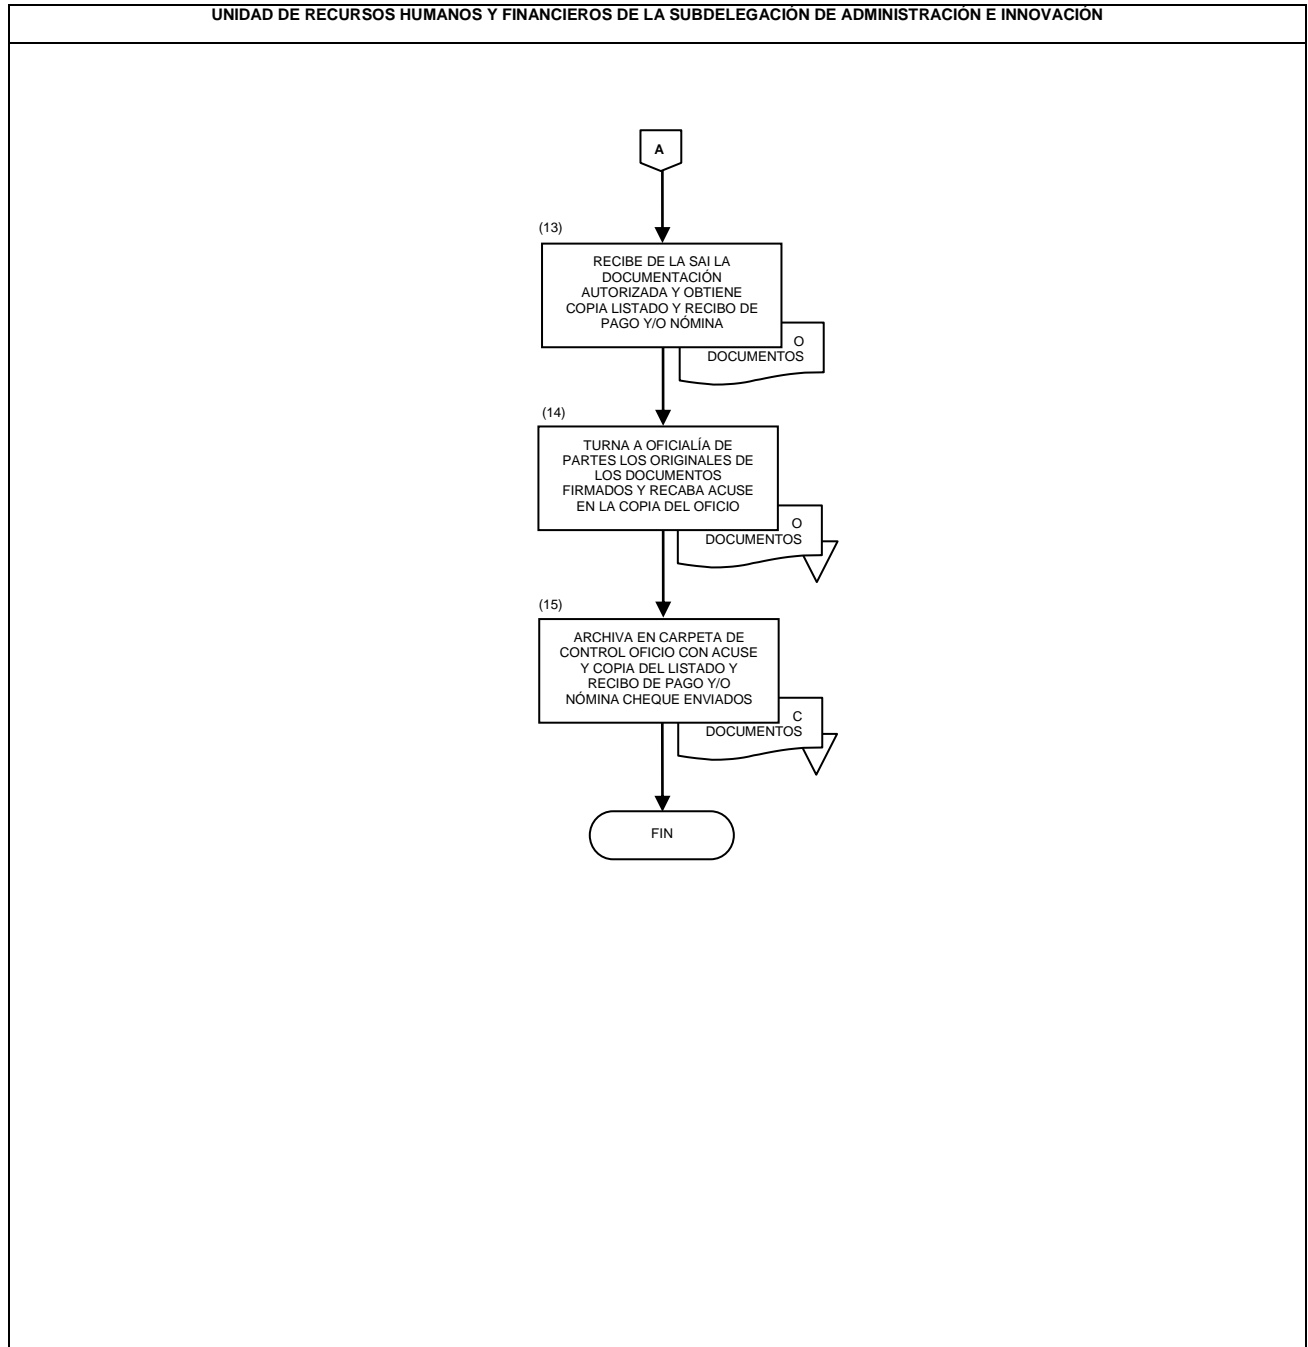 UNIDAD DE RECURSOS HUMANOS Y FINANCIEROS DE LA SUBDELEGACIÓN DE ADMINISTRACIÓN E INNOVACIÓN
A
(13)
RECIBE DE LA SAI LA
DOCUMENTACIÓN
AUTORIZADA Y OBTIENE
COPIA LISTADO Y RECIBO DE
PAGO Y/O NÓMINA
O
DOCUMENTOS
(14)
TURNA A OFICIALÍA DE
PARTES LOS ORIGINALES DE
LOS DOCUMENTOS
FIRMADOS Y RECABA ACUSE
EN LA COPIA DEL OFICIO
O
DOCUMENTOS
(15)
ARCHIVA EN CARPETA DE
CONTROL OFICIO CON ACUSE
Y COPIA DEL LISTADO Y
RECIBO DE PAGO Y/O
NÓMINA CHEQUE ENVIADOS
C
DOCUMENTOS
FIN